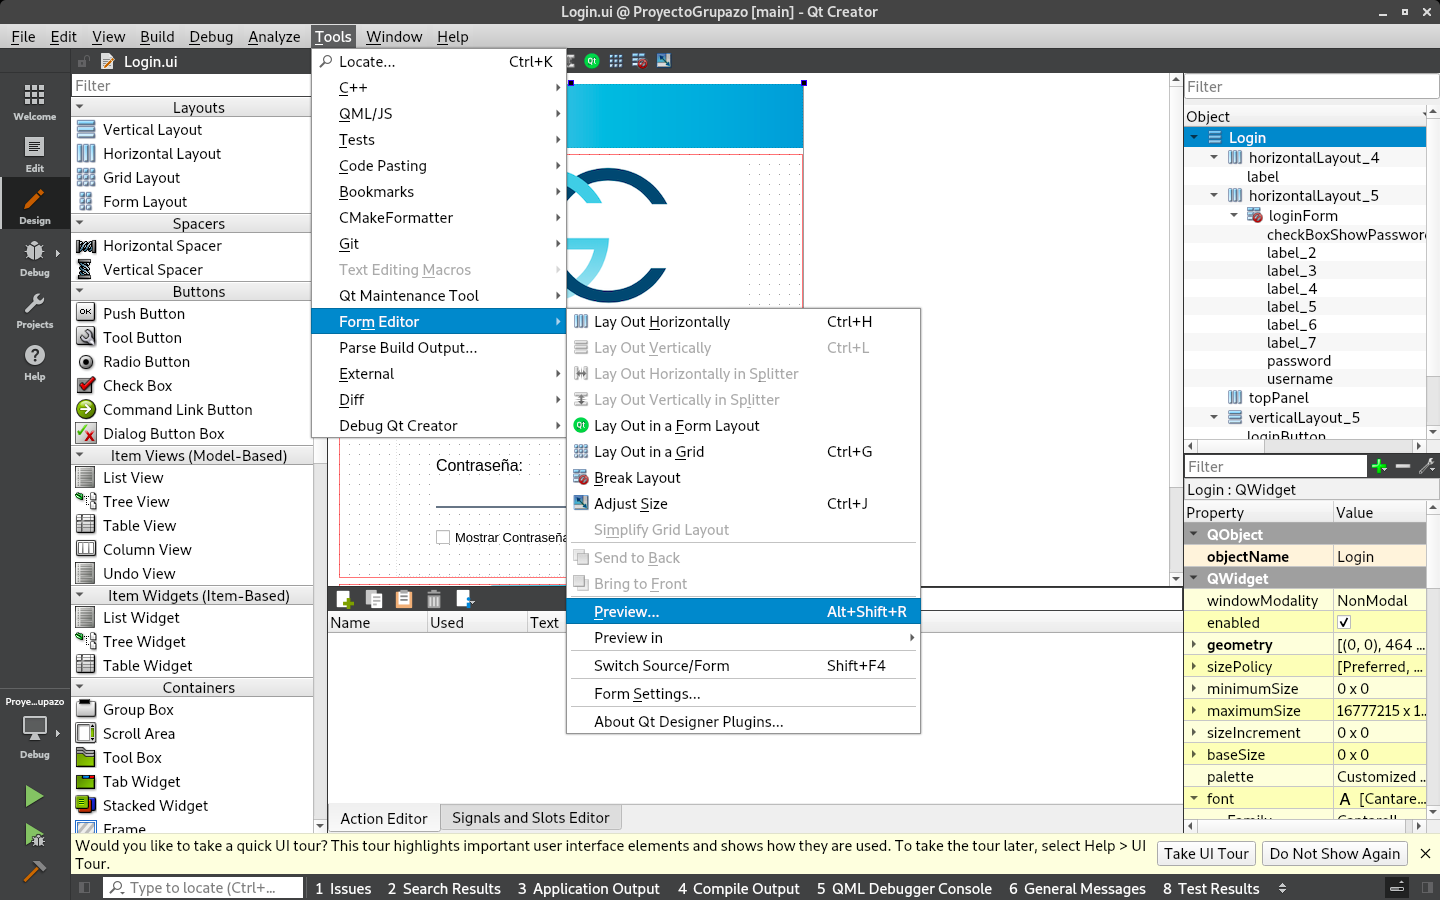 Login.ui @ ProyectoGrupazo [main] - Qt Creator
File Edit View Build Debug Analyze Tools Window Help
Login.ui
Welcome
Edit
Design
Debug
Projects
Help
Proye...upazo
Debug
Filter
Layouts
Vertical Layout
Horizontal Layout
Grid Layout
Form Layout
Spacers
Horizontal Spacer
Vertical Spacer
Buttons
Push Button
Tool Button
Radio Button
Check Box
Command Link Button
Dialog Button Box
Item Views (Model-Based)
List View
Tree View
Table View
Column View
Undo View
Item Widgets (Item-Based)
List Widget
Tree Widget
Table Widget
Containers
Group Box
Scroll Area
Tool Box
Tab Widget
Stacked Widget
Frame
Locate... Ctrl+K
C++
QML/JS
Tests
Code Pasting
Bookmarks
CMakeFormatter
Git
Text Editing Macros
Qt Maintenance Tool
Form Editor
Parse Build Output...
External
Diff
Debug Qt Creator
Lay Out Horizontally Ctrl+H
Lay Out Vertically Ctrl+L
Lay Out Horizontally in Splitter
Lay Out Vertically in Splitter
Lay Out in a Form Layout
Lay Out in a Grid Ctrl+G
Break Layout
Adjust Size Ctrl+J
Simplify Grid Layout
Send to Back
Bring to Front
Preview... Alt+Shift+R
Preview in
Switch Source/Form Shift+F4
Form Settings...
About Qt Designer Plugins...
Contraseña:
Mostrar Contraseña
Name Used Text
Action Editor Signals and Slots Editor
Filter
Object
Login
horizontalLayout_4
label
horizontalLayout_5
loginForm
checkBoxShowPassword
label_2
label_3
label_4
label_5
label_6
label_7
password
username
topPanel
verticalLayout_5
loginButton
Filter
Login : QWidget
Property Value
QObject
objectName Login
QWidget
windowModality NonModal
enabled
geometry [(0, 0), 464 ...
sizePolicy [Preferred, ...
minimumSize 0 x 0
maximumSize 16777215 x 1...
sizeIncrement 0 x 0
baseSize 0 x 0
palette Customized ...
font A [Cantare...
Family Cantarell
Would you like to take a quick UI tour? This tour highlights important user interface elements and shows how they are used. To take the tour later, select Help > UI
Tour.
Take UI Tour Do Not Show Again
Type to locate (Ctrl+... 1 Issues 2 Search Results 3 Application Output 4 Compile Output 5 QML Debugger Console 6 General Messages 8 Test Results